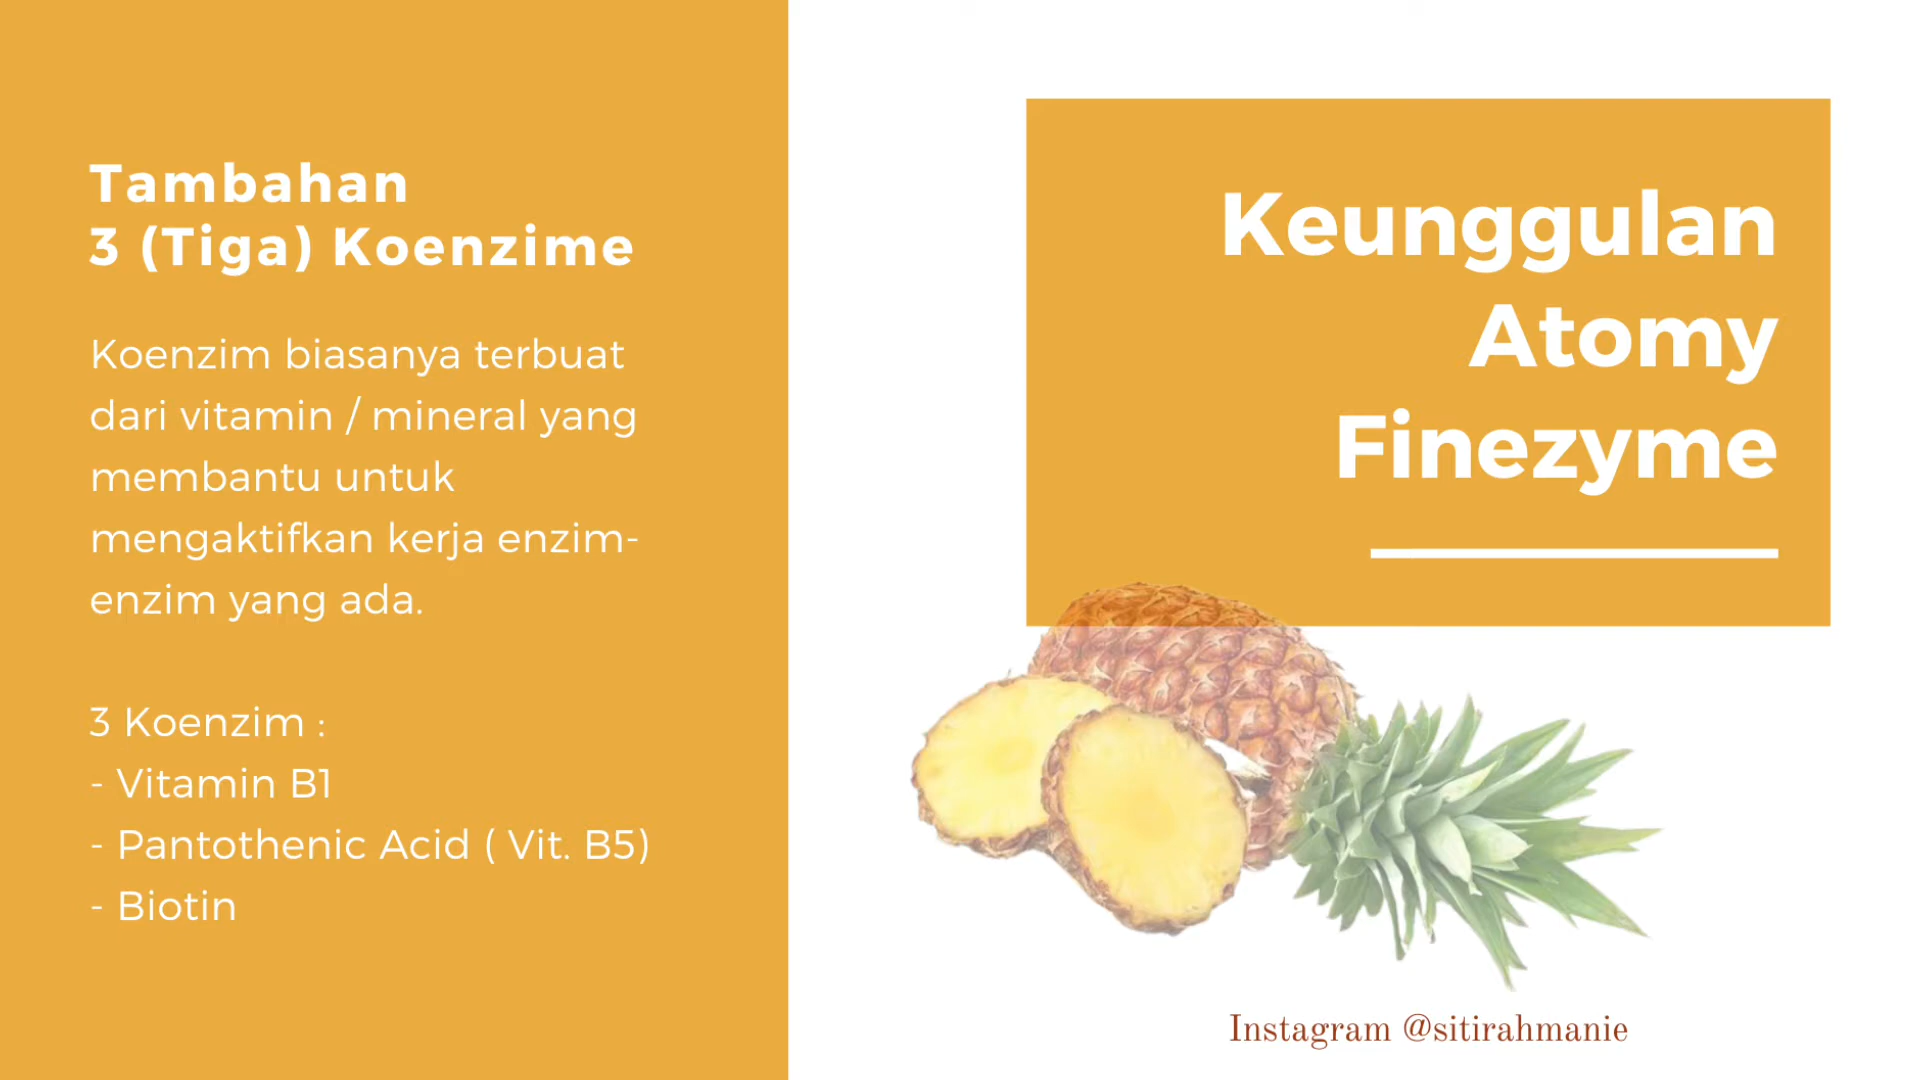 Tambahan
3 (Tiga) Koenzime
Koenzim biasanya terbuat
dari vitamin / mineral yang
membantu untuk
mengaktifkan kerja enzim-
enzim yang ada.
3 Koenzim :
- Vitamin B1
- Pantothenic Acid ( Vit. B5)
- Biotin
Keunggulan
Atomy
Finezyme
Instagram @sitirahmanie